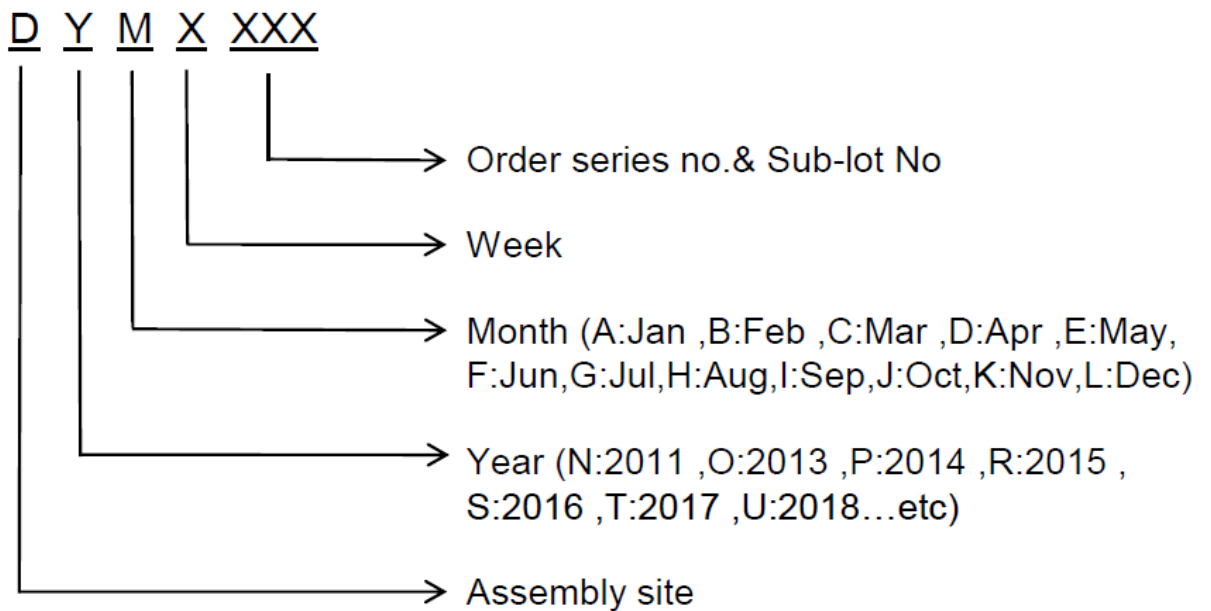 D Y M X XXX
Order series no.& Sub-lot No
Week
Month (A:Jan ,B:Feb ,C:Mar ,D:Apr ,E:May,
F:Jun,G:Jul,H:Aug,I:Sep,J:Oct,K:Nov,L:Dec)
Year (N:2011 ,O:2013 ,P:2014 ,R:2015 ,
S:2016 ,T:2017 ,U:2018...etc)
Assembly site